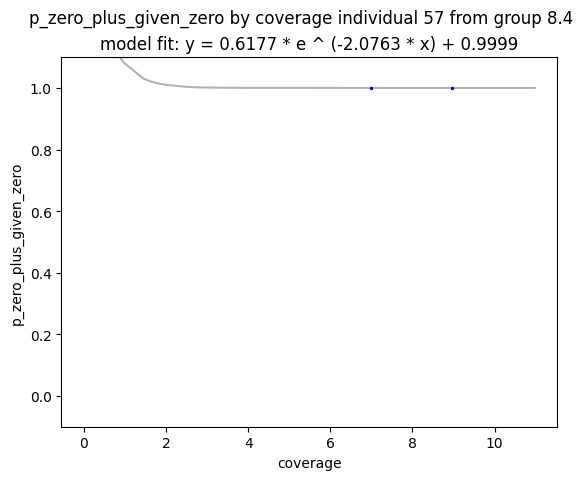 p_zero_plus_given_zero by coverage individual 57 from group 8.4
model fit: y = 0.6177 * e ^ (-2.0763 * x) + 0.9999
p_zero_plus_given_zero
1.0
0.8
0.6
0.4
0.2
0.0
0 2 4 6 8 10
coverage